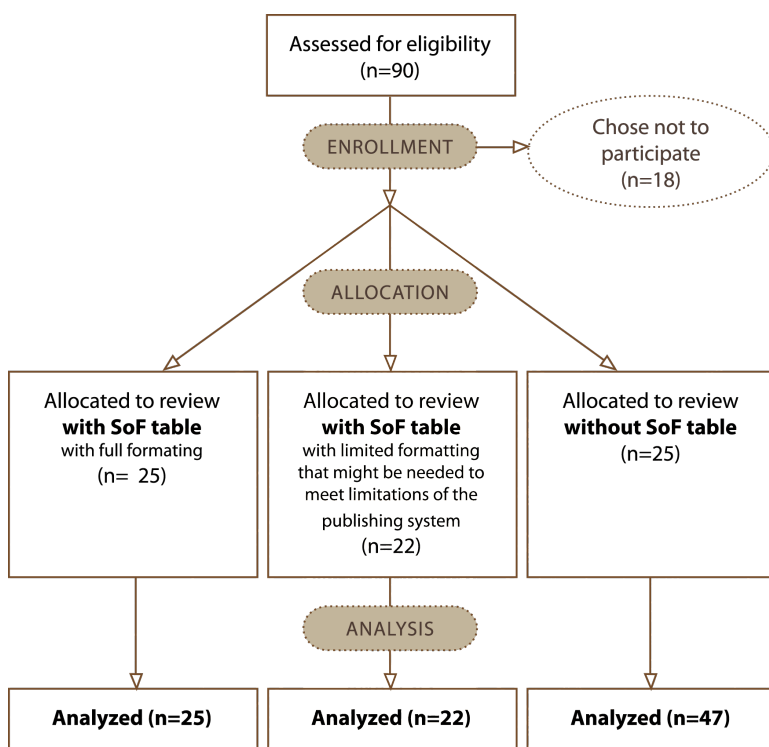 Assessed for eligibility
(n=90)
ENROLLMENT
Chose not to
participate
(n=18)
ALLOCATION
Allocated to review
with SoF table
with full formating
(n= 25)
Allocated to review
with SoF table
with limited formatting
that might be needed to
meet limitations of the
publishing system
(n=22)
Allocated to review
without SoF table
(n=25)
ANALYSIS
Analyzed (n=25)
Analyzed (n=22)
Analyzed (n=47)